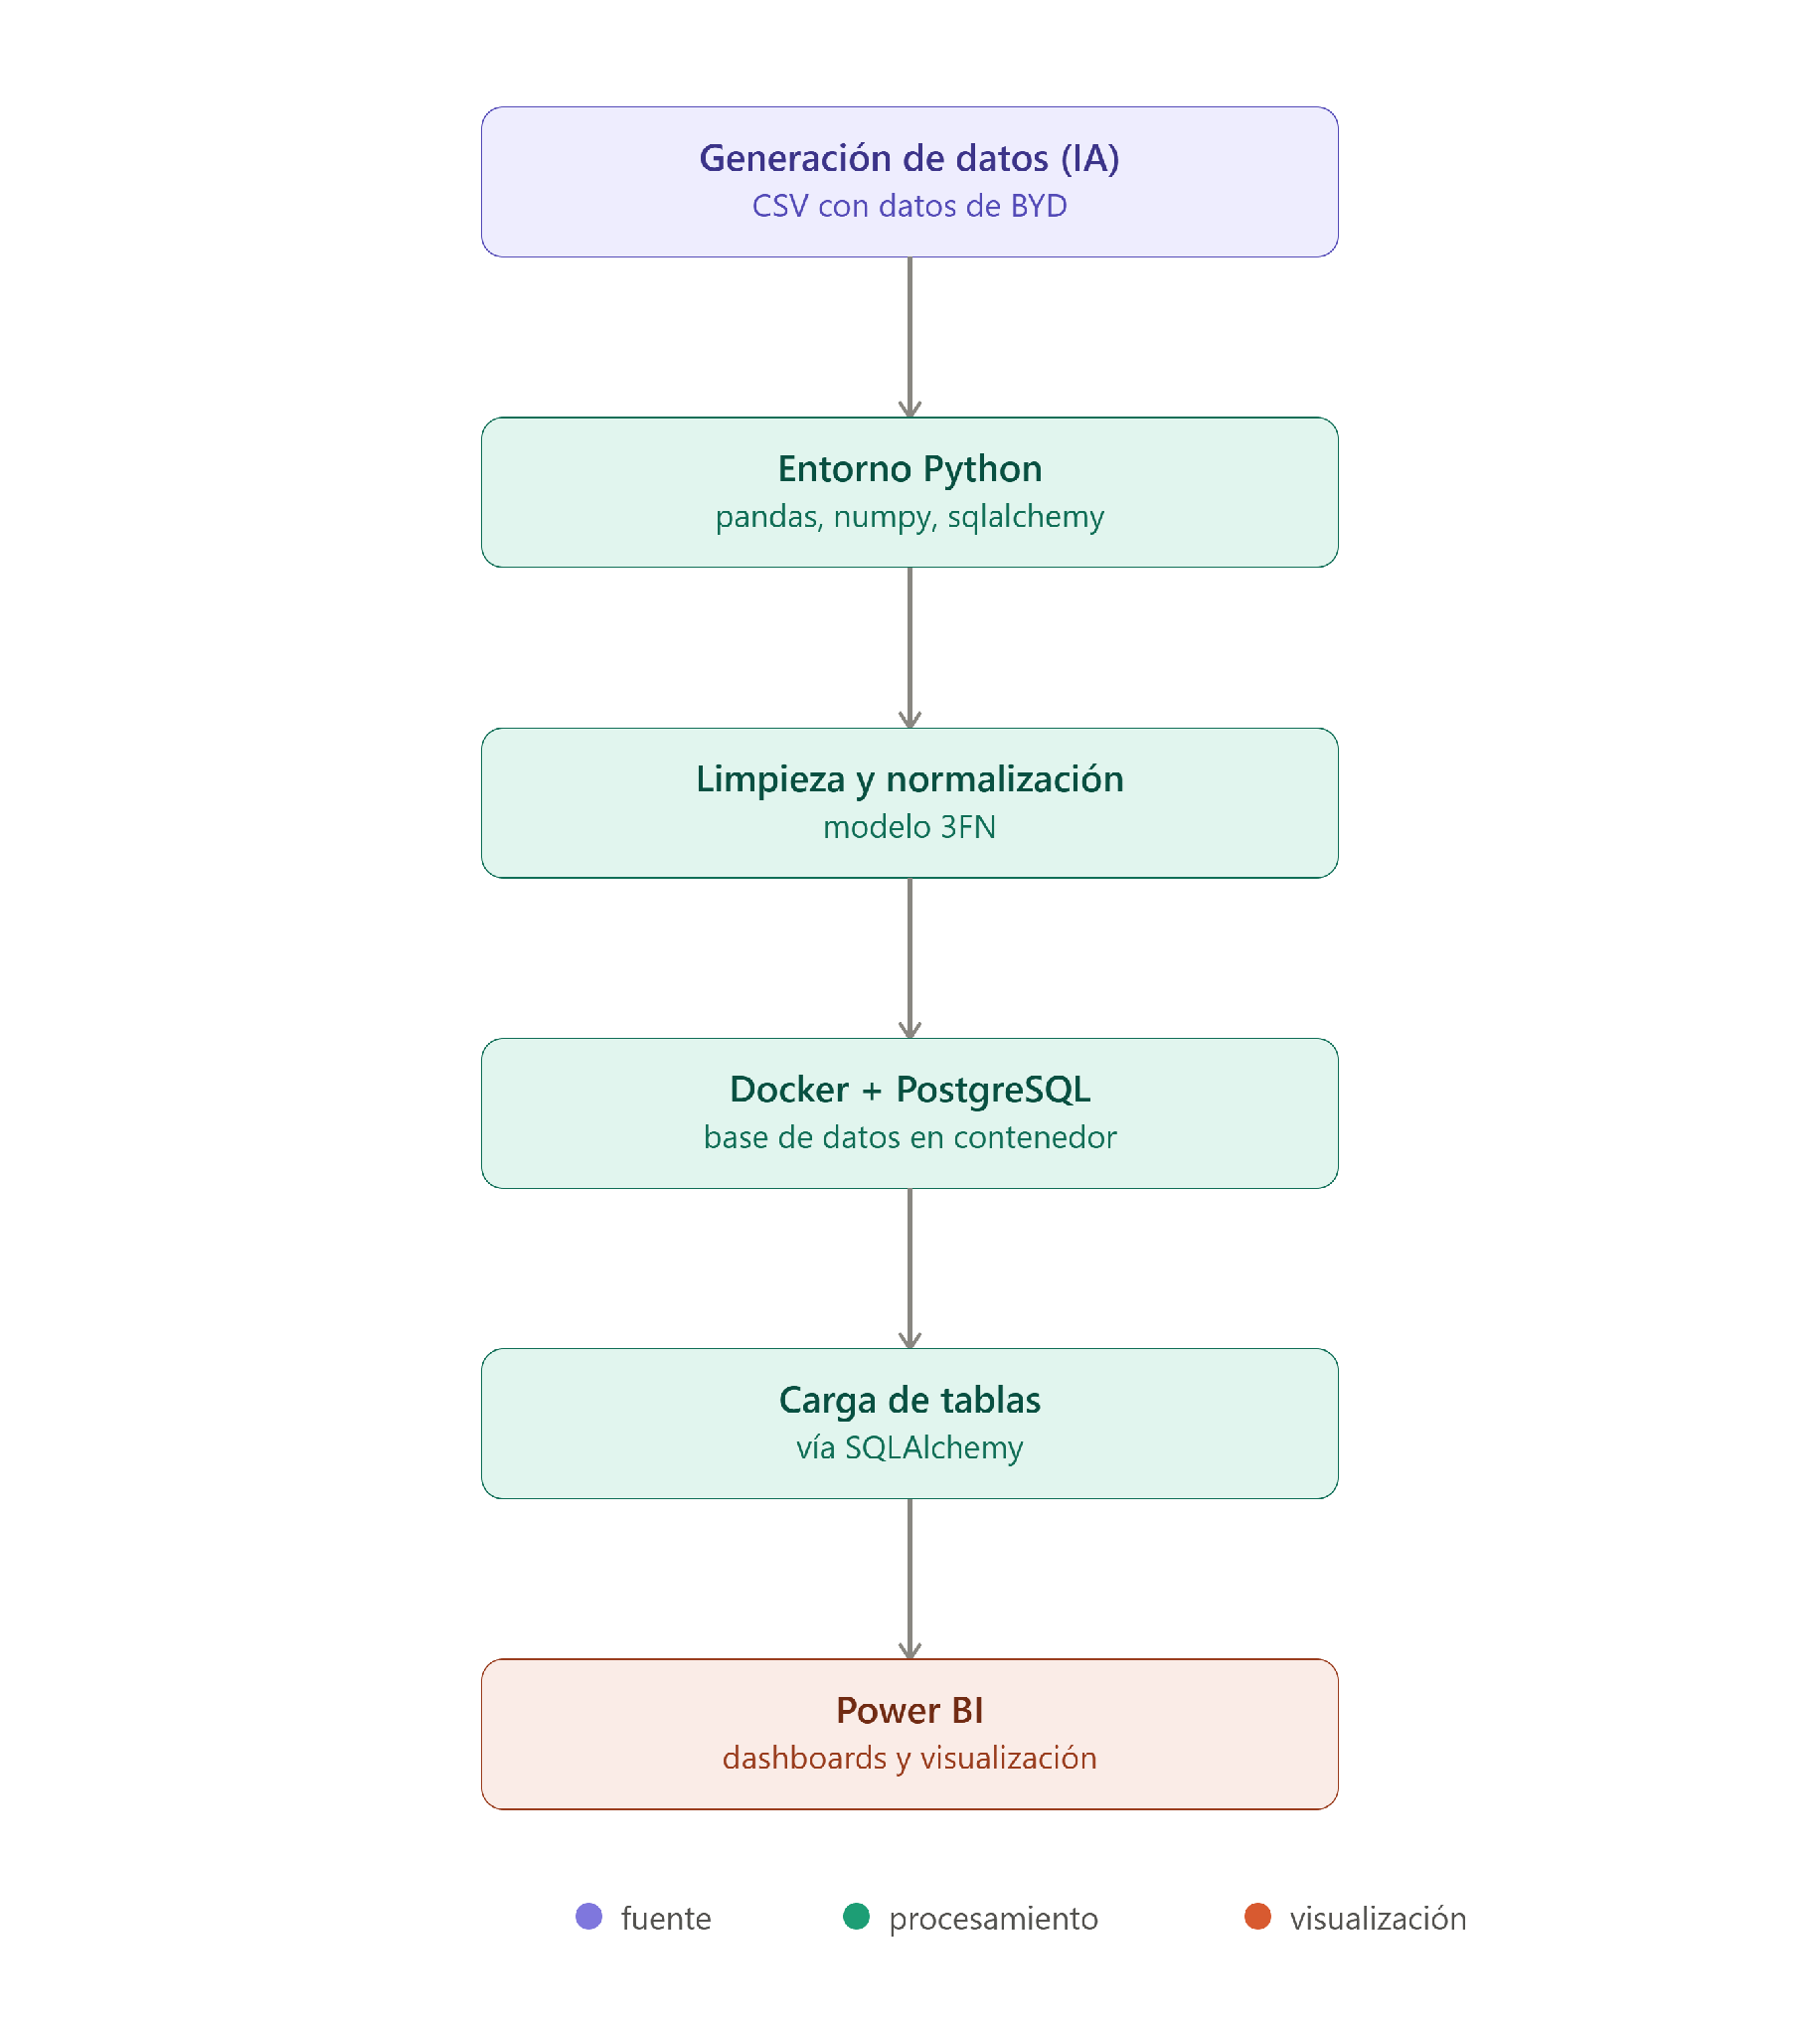 Generación de datos (IA)
CSV con datos de BYD
Entorno Python
pandas, numpy, sqlalchemy
Limpieza y normalización
modelo 3FN
Docker + PostgreSQL
base de datos en contenedor
Carga de tablas
vía SQLAlchemy
Power BI
dashboards y visualización
fuente
procesamiento
visualización